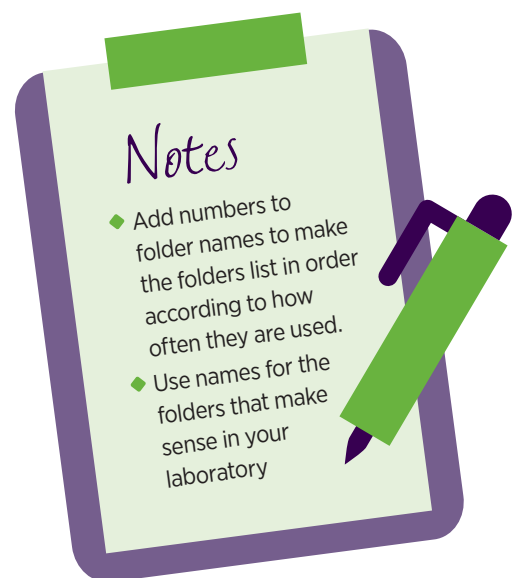 Notes
Add numbers to
folder names to make
the folders list in order
according to how
often they are used.
Use names for the
folders that make
sense in your
laboratory